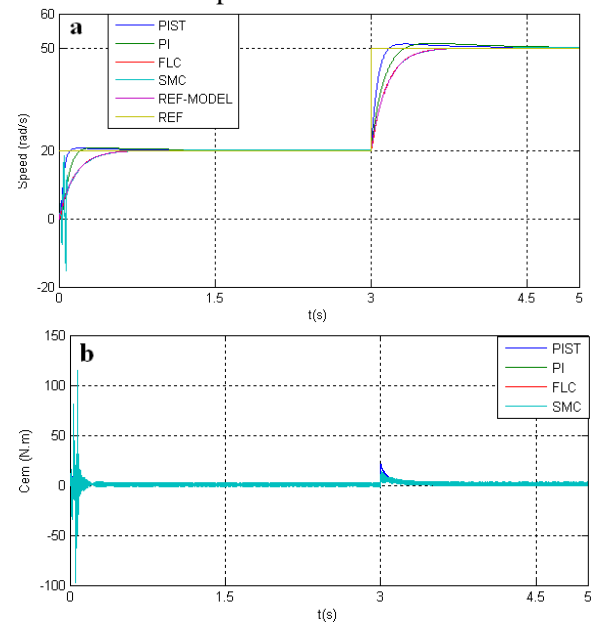 a
60
50
20
0
-20
Speed (rad/s)
PIST
PI
FLC
SMC
REF-MODEL
REF
0
1.5
3
4.5
5
t(s)
b
150
100
50
0
-50
-100
Cem (N.m)
PIST
PI
FLC
SMC
0
1.5
3
4.5
5
t(s)